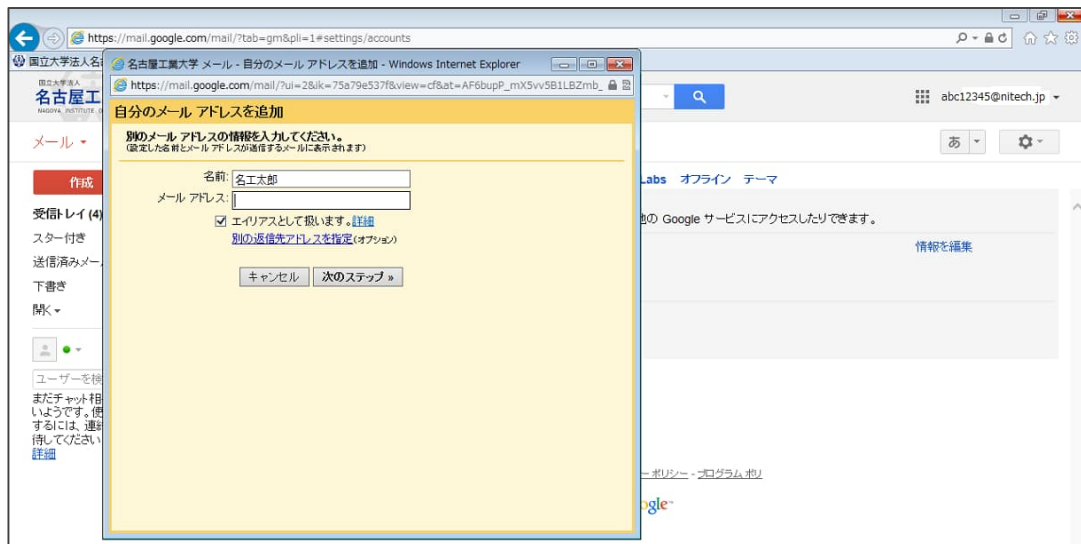 https://mail.google.com/mail/?tab=gm&pli=1#settings/accounts
国立大学法人名
名古屋工業大学 メール - 自分のメール アドレスを追加 - Windows Internet Explorer
https://mail.google.com/mail/?ui=2&ik=75a79e537f&view=cf&at=AF6bupP_mX5vv5B1LBZmb_
国立大学法人
名古屋工
NAGOYA INSTITUTE O
abc12345@nitech.jp
自分のメール アドレスを追加
別のメール アドレスの情報を入力してください。
(設定した名前とメール アドレスが送信するメールに表示されます)
メール
あ
名前: 名工太郎
作成
Labs オフライン テーマ
メール アドレス:
受信トレイ (4)
エイリアスとして扱います。詳細
他の Google サービスにアクセスしたりできます。
スター付き
別の返信先アドレスを指定(オプション)
情報を編集
送信済みメー
キャンセル 次のステップ »
下書き
開く
ユーザーを検
まだチャット相
いようです。使
するには、連絡
待してください
詳細
ーポリシー - プログラム ポリ
ogle